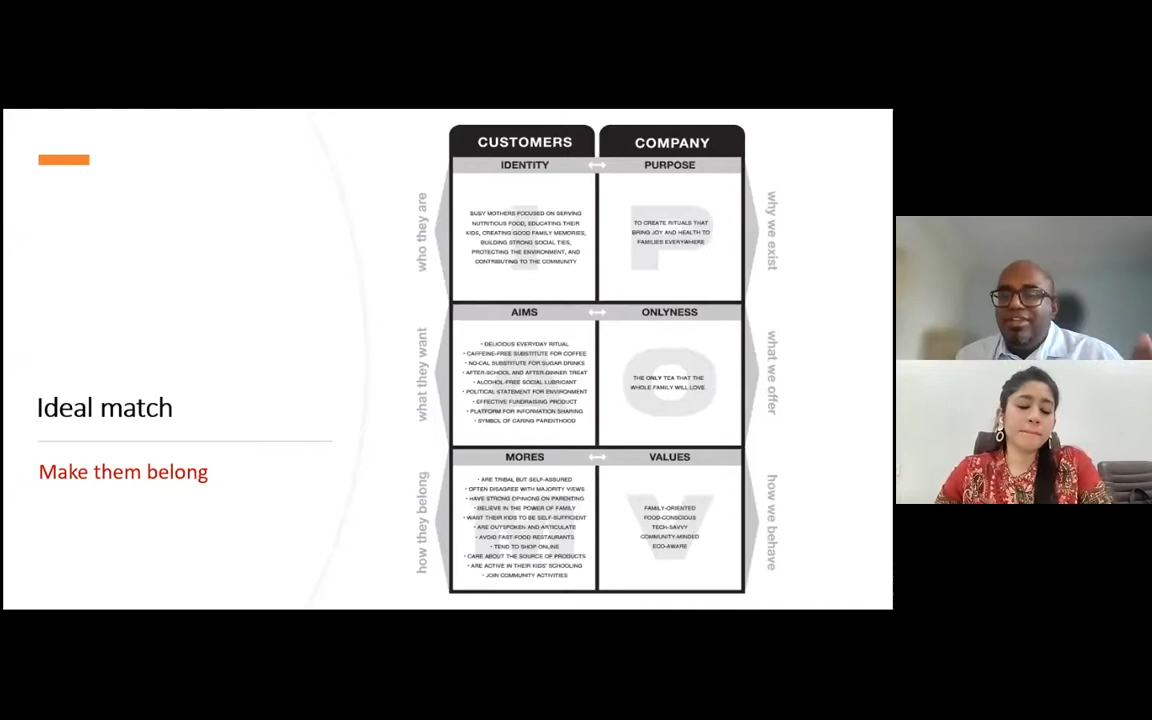 Ideal match
Make them belong
CUSTOMERS
COMPANY
IDENTITY
PURPOSE
who they are
BUSY MOTHERS FOCUSED ON SERVING
NUTRITIOUS FOOD, EDUCATING THEIR
KIDS, CREATING GOOD FAMILY MEMORIES,
BUILDING STRONG SOCIAL TIES,
PROTECTING THE ENVIRONMENT, AND
CONTRIBUTING TO THE COMMUNITY
I
TO CREATE RITUALS THAT
BRING JOY AND HEALTH TO
FAMILIES EVERYWHERE
P
why we exist
AIMS
ONLYNESS
what they want
• DELICIOUS EVERYDAY RITUAL
• CAFFEINE-FREE SUBSTITUTE FOR COFFEE
• NO-CAL SUBSTITUTE FOR SUGAR DRINKS
• AFTER-SCHOOL AND AFTER-DINNER TREAT
• ALCOHOL-FREE SOCIAL LUBRICANT
• POLITICAL STATEMENT FOR ENVIRONMENT
• EFFECTIVE FUNDRAISING PRODUCT
• PLATFORM FOR INFORMATION SHARING
• SYMBOL OF CARING PARENTHOOD
THE ONLY TEA THAT THE
WHOLE FAMILY WILL LOVE.
O
what we offer
MORES
VALUES
how they belong
• ARE TRIBAL BUT SELF-ASSURED
• OFTEN DISAGREE WITH MAJORITY VIEWS
• HAVE STRONG OPINIONS ON PARENTING
• BELIEVE IN THE POWER OF FAMILY
• WANT THEIR KIDS TO BE SELF-SUFFICIENT
• ARE OUTSPOKEN AND ARTICULATE
• AVOID FAST-FOOD RESTAURANTS
• TEND TO SHOP ONLINE
• CARE ABOUT THE SOURCE OF PRODUCTS
• ARE ACTIVE IN THEIR KIDS' SCHOOLING
• JOIN COMMUNITY ACTIVITIES
FAMILY-ORIENTED
FOOD-CONSCIOUS
TECH-SAVVY
COMMUNITY-MINDED
ECO-AWARE
V
how we behave